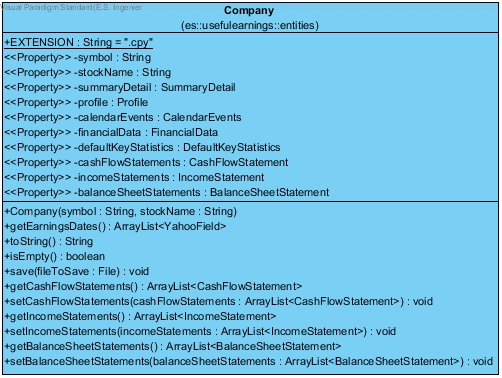 Visual Paradigm Standard(E.S. Ingenier
Company
(es::usefulearnings::entities)
+EXTENSION : String = ".cpy"
<<Property>> -symbol : String
<<Property>> -stockName : String
<<Property>> -summaryDetail : SummaryDetail
<<Property>> -profile : Profile
<<Property>> -calendarEvents : CalendarEvents
<<Property>> -financialData : FinancialData
<<Property>> -defaultKeyStatistics : DefaultKeyStatistics
<<Property>> -cashFlowStatements : CashFlowStatement
<<Property>> -incomeStatements : IncomeStatement
<<Property>> -balanceSheetStatements : BalanceSheetStatement
+Company(symbol : String, stockName : String)
+getEarningsDates() : ArrayList<YahooField>
+toString() : String
+isEmpty() : boolean
+save(fileToSave : File) : void
+getCashFlowStatements() : ArrayList<CashFlowStatement>
+setCashFlowStatements(cashFlowStatements : ArrayList<CashFlowStatement>) : void
+getIncomeStatements() : ArrayList<IncomeStatement>
+setIncomeStatements(incomeStatements : ArrayList<IncomeStatement>) : void
+getBalanceSheetStatements() : ArrayList<BalanceSheetStatement>
+setBalanceSheetStatements(balanceSheetStatements : ArrayList<BalanceSheetStatement>) : void